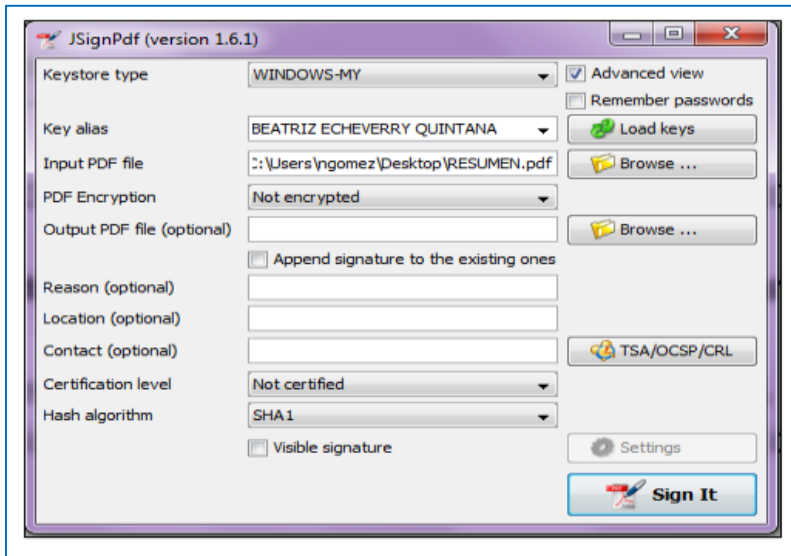 JSignPdf (version 1.6.1)
Keystore type WINDOWS-MY Advanced view
Remember passwords
Key alias BEATRIZ ECHEVERRY QUINTANA Load keys
Input PDF file :\Users\ngomez\Desktop\RESUMEN.pdf Browse ...
PDF Encryption Not encrypted
Output PDF file (optional) Browse ...
Append signature to the existing ones
Reason (optional)
Location (optional)
Contact (optional) TSA/OCSP/CRL
Certification level Not certified
Hash algorithm SHA1
Visible signature Settings
Sign It